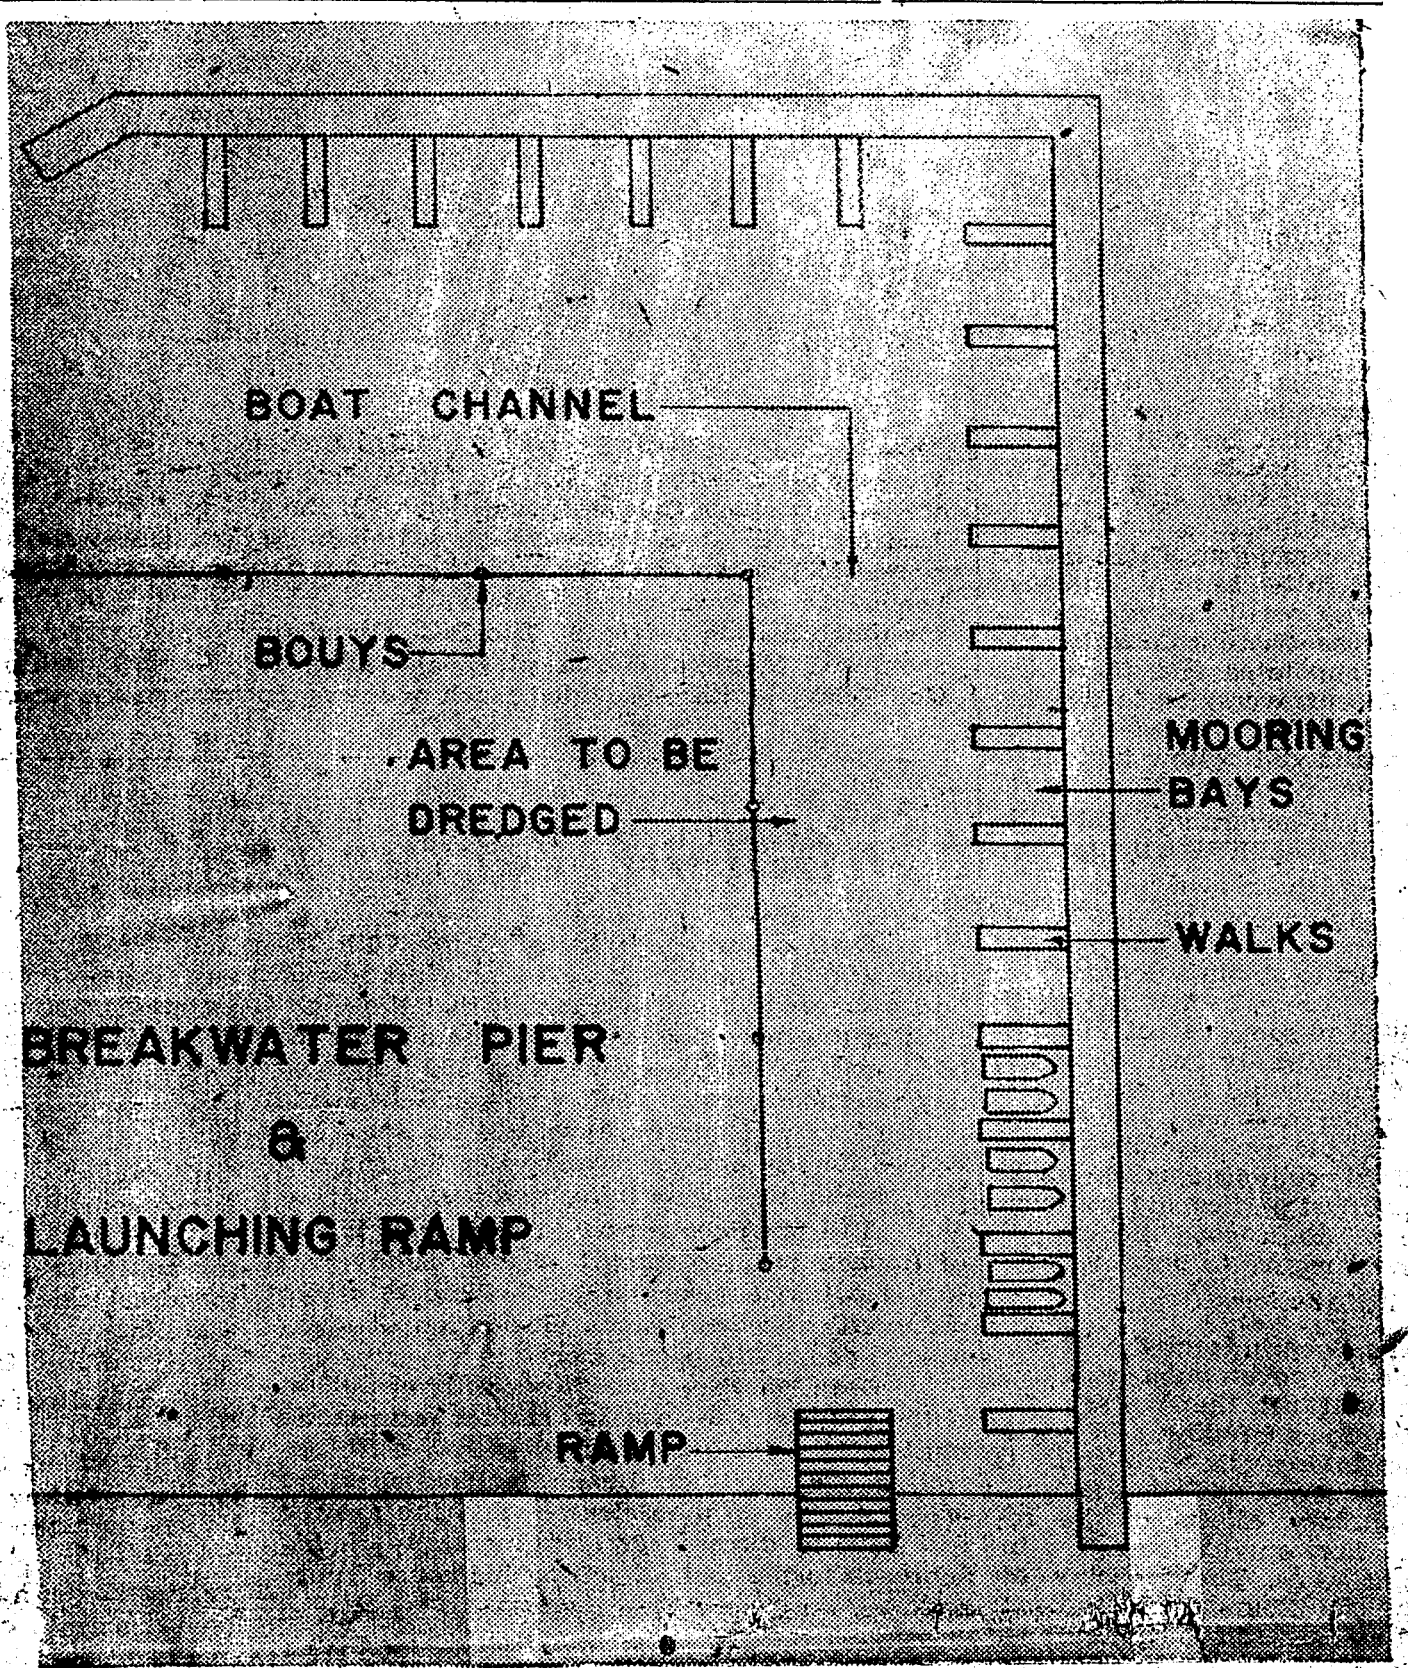 BOAT CHANNEL
BOUYS
AREA TO BE
DREDGED
MOORING
BAYS
WALKS
BREAKWATER PIER
&
LAUNCHING RAMP
RAMP